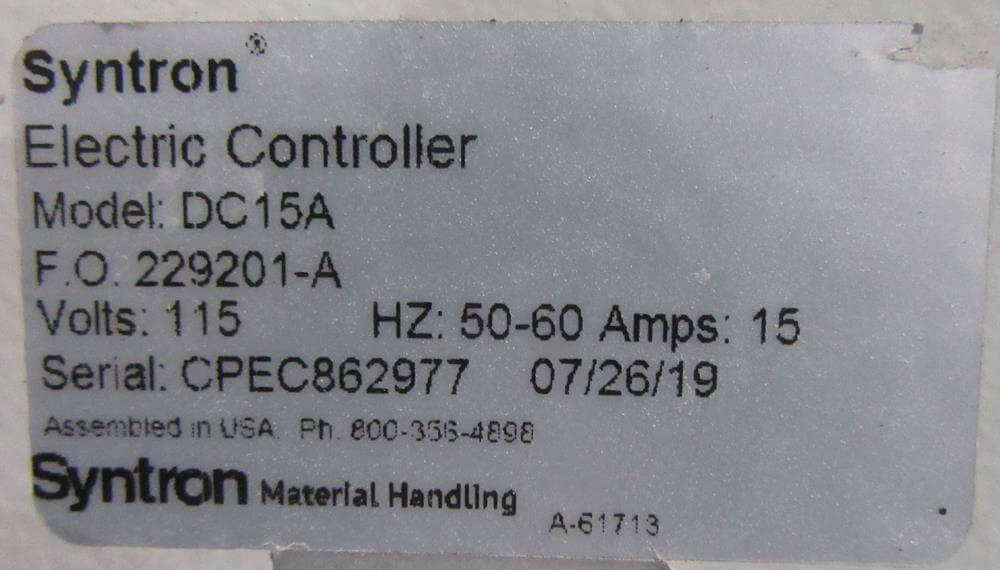 Syntron®
Electric Controller
Model: DC15A
F.O. 229201-A
Volts: 115 HZ: 50-60 Amps: 15
Serial: CPEC862977 07/26/19
Assembled in USA. Ph. 800-356-4898
Syntron Material Handling
A-61713